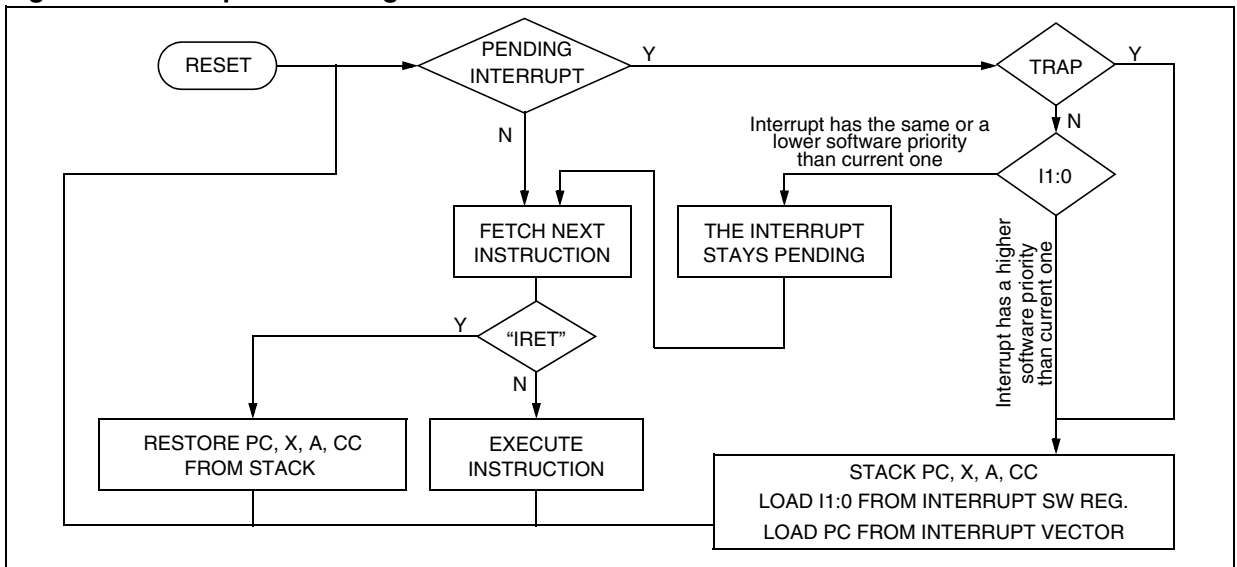 RESET
PENDING
INTERRUPT
Y
TRAP
Y
N
N
Interrupt has the same or a
lower software priority
than current one
I1:0
FETCH NEXT
INSTRUCTION
THE INTERRUPT
STAYS PENDING
Interrupt has a higher
software priority
than current one
Y
“IRET”
N
RESTORE PC, X, A, CC
FROM STACK
EXECUTE
INSTRUCTION
STACK PC, X, A, CC
LOAD I1:0 FROM INTERRUPT SW REG.
LOAD PC FROM INTERRUPT VECTOR